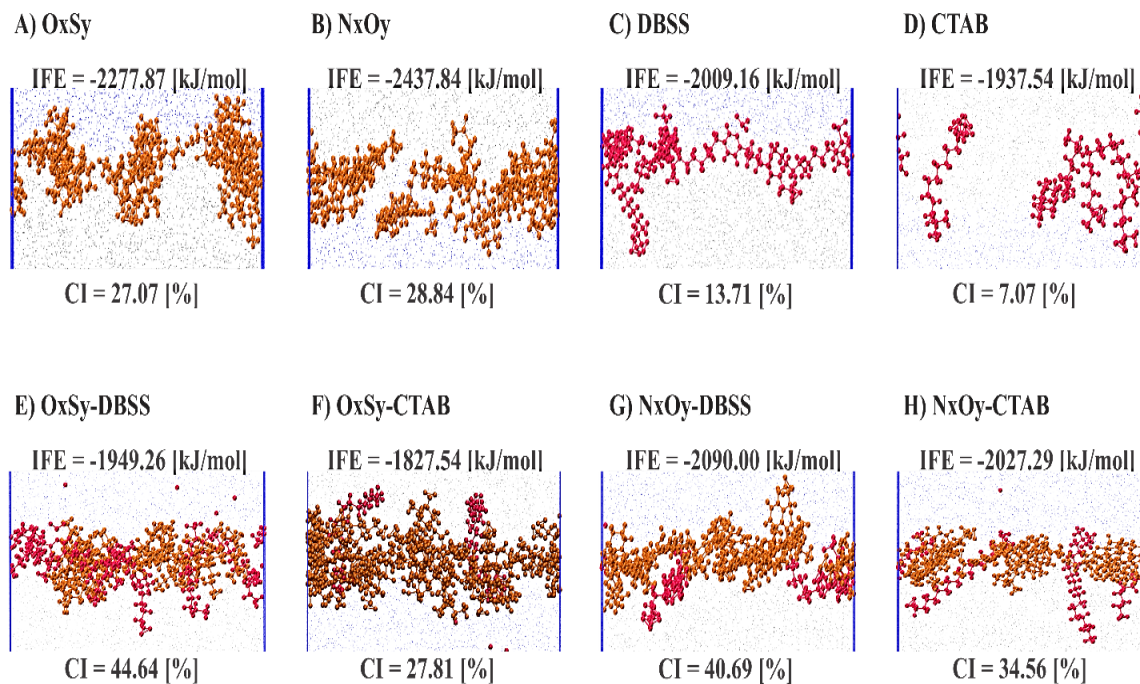 A) OxSy
B) NxOy
C) DBSS
D) CTAB
IFE = -2277.87 [kJ/mol]
IFE = -2437.84 [kJ/mol]
IFE = -2009.16 [kJ/mol]
IFE = -1937.54 [kJ/mol]
CI = 27.07 [%]
CI = 28.84 [%]
CI = 13.71 [%]
CI = 7.07 [%]
E) OxSy-DBSS
F) OxSy-CTAB
G) NxOy-DBSS
H) NxOy-CTAB
IFE = -1949.26 [kJ/mol]
IFE = -1827.54 [kJ/mol]
IFE = -2090.00 [kJ/mol]
IFE = -2027.29 [kJ/mol]
CI = 44.64 [%]
CI = 27.81 [%]
CI = 40.69 [%]
CI = 34.56 [%]